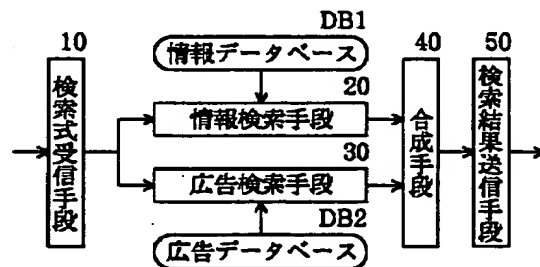 10
検索式受信手段
DB1
情報データベース
20
情報検索手段
30
広告検索手段
DB2
広告データベース
40
合成手段
50
検索結果送信手段